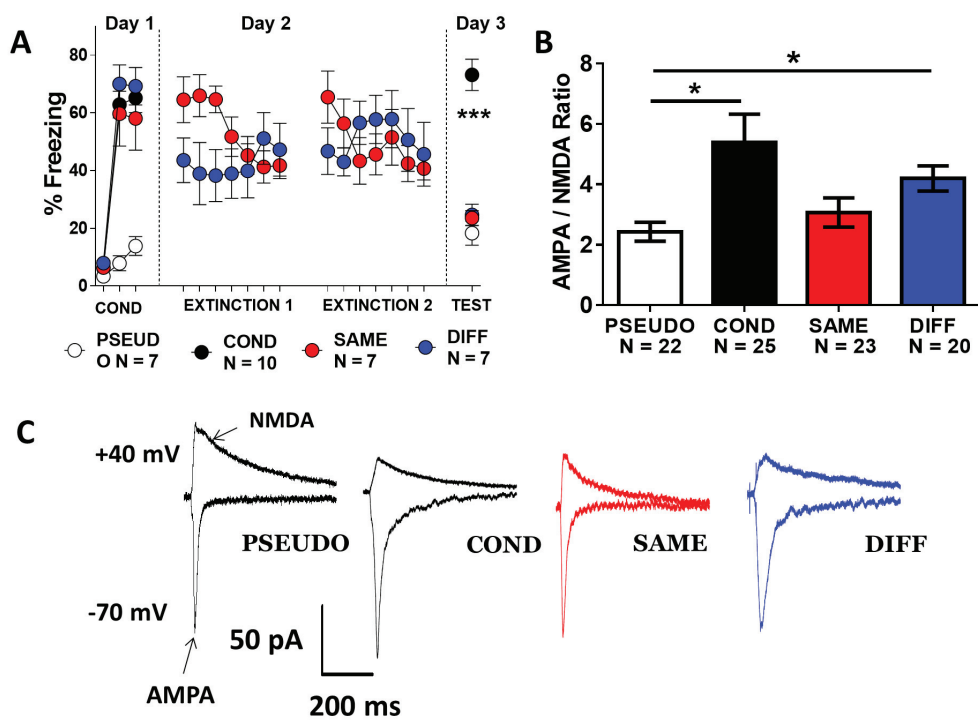 A
Day 1
Day 2
Day 3
% Freezing
80
60
40
20
0
***
COND
EXTINCTION 1
EXTINCTION 2
TEST
PSEUD
O N = 7
COND
N = 10
SAME
N = 7
DIFF
N = 7
B
AMPA / NMDA Ratio
8
6
4
2
0
*
*
PSEUDO
N = 22
COND
N = 25
SAME
N = 23
DIFF
N = 20
C
+40 mV
NMDA
PSEUDO
COND
SAME
DIFF
-70 mV
AMPA
50 pA
200 ms